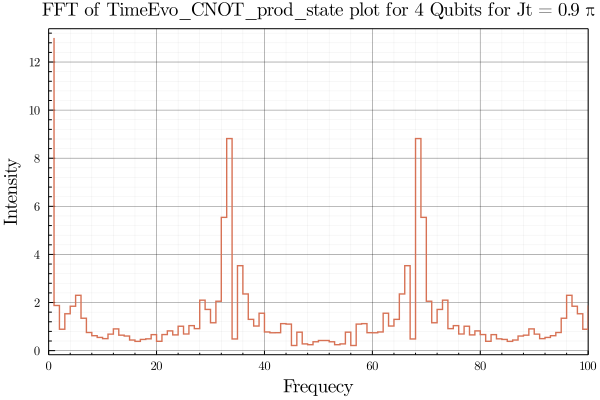 FFT of TimeEvo_CNOT_prod_state plot for 4 Qubits for Jt = 0.9 π
12
10
8
6
4
2
0
Intensity
0 20 40 60 80 100
Frequecy